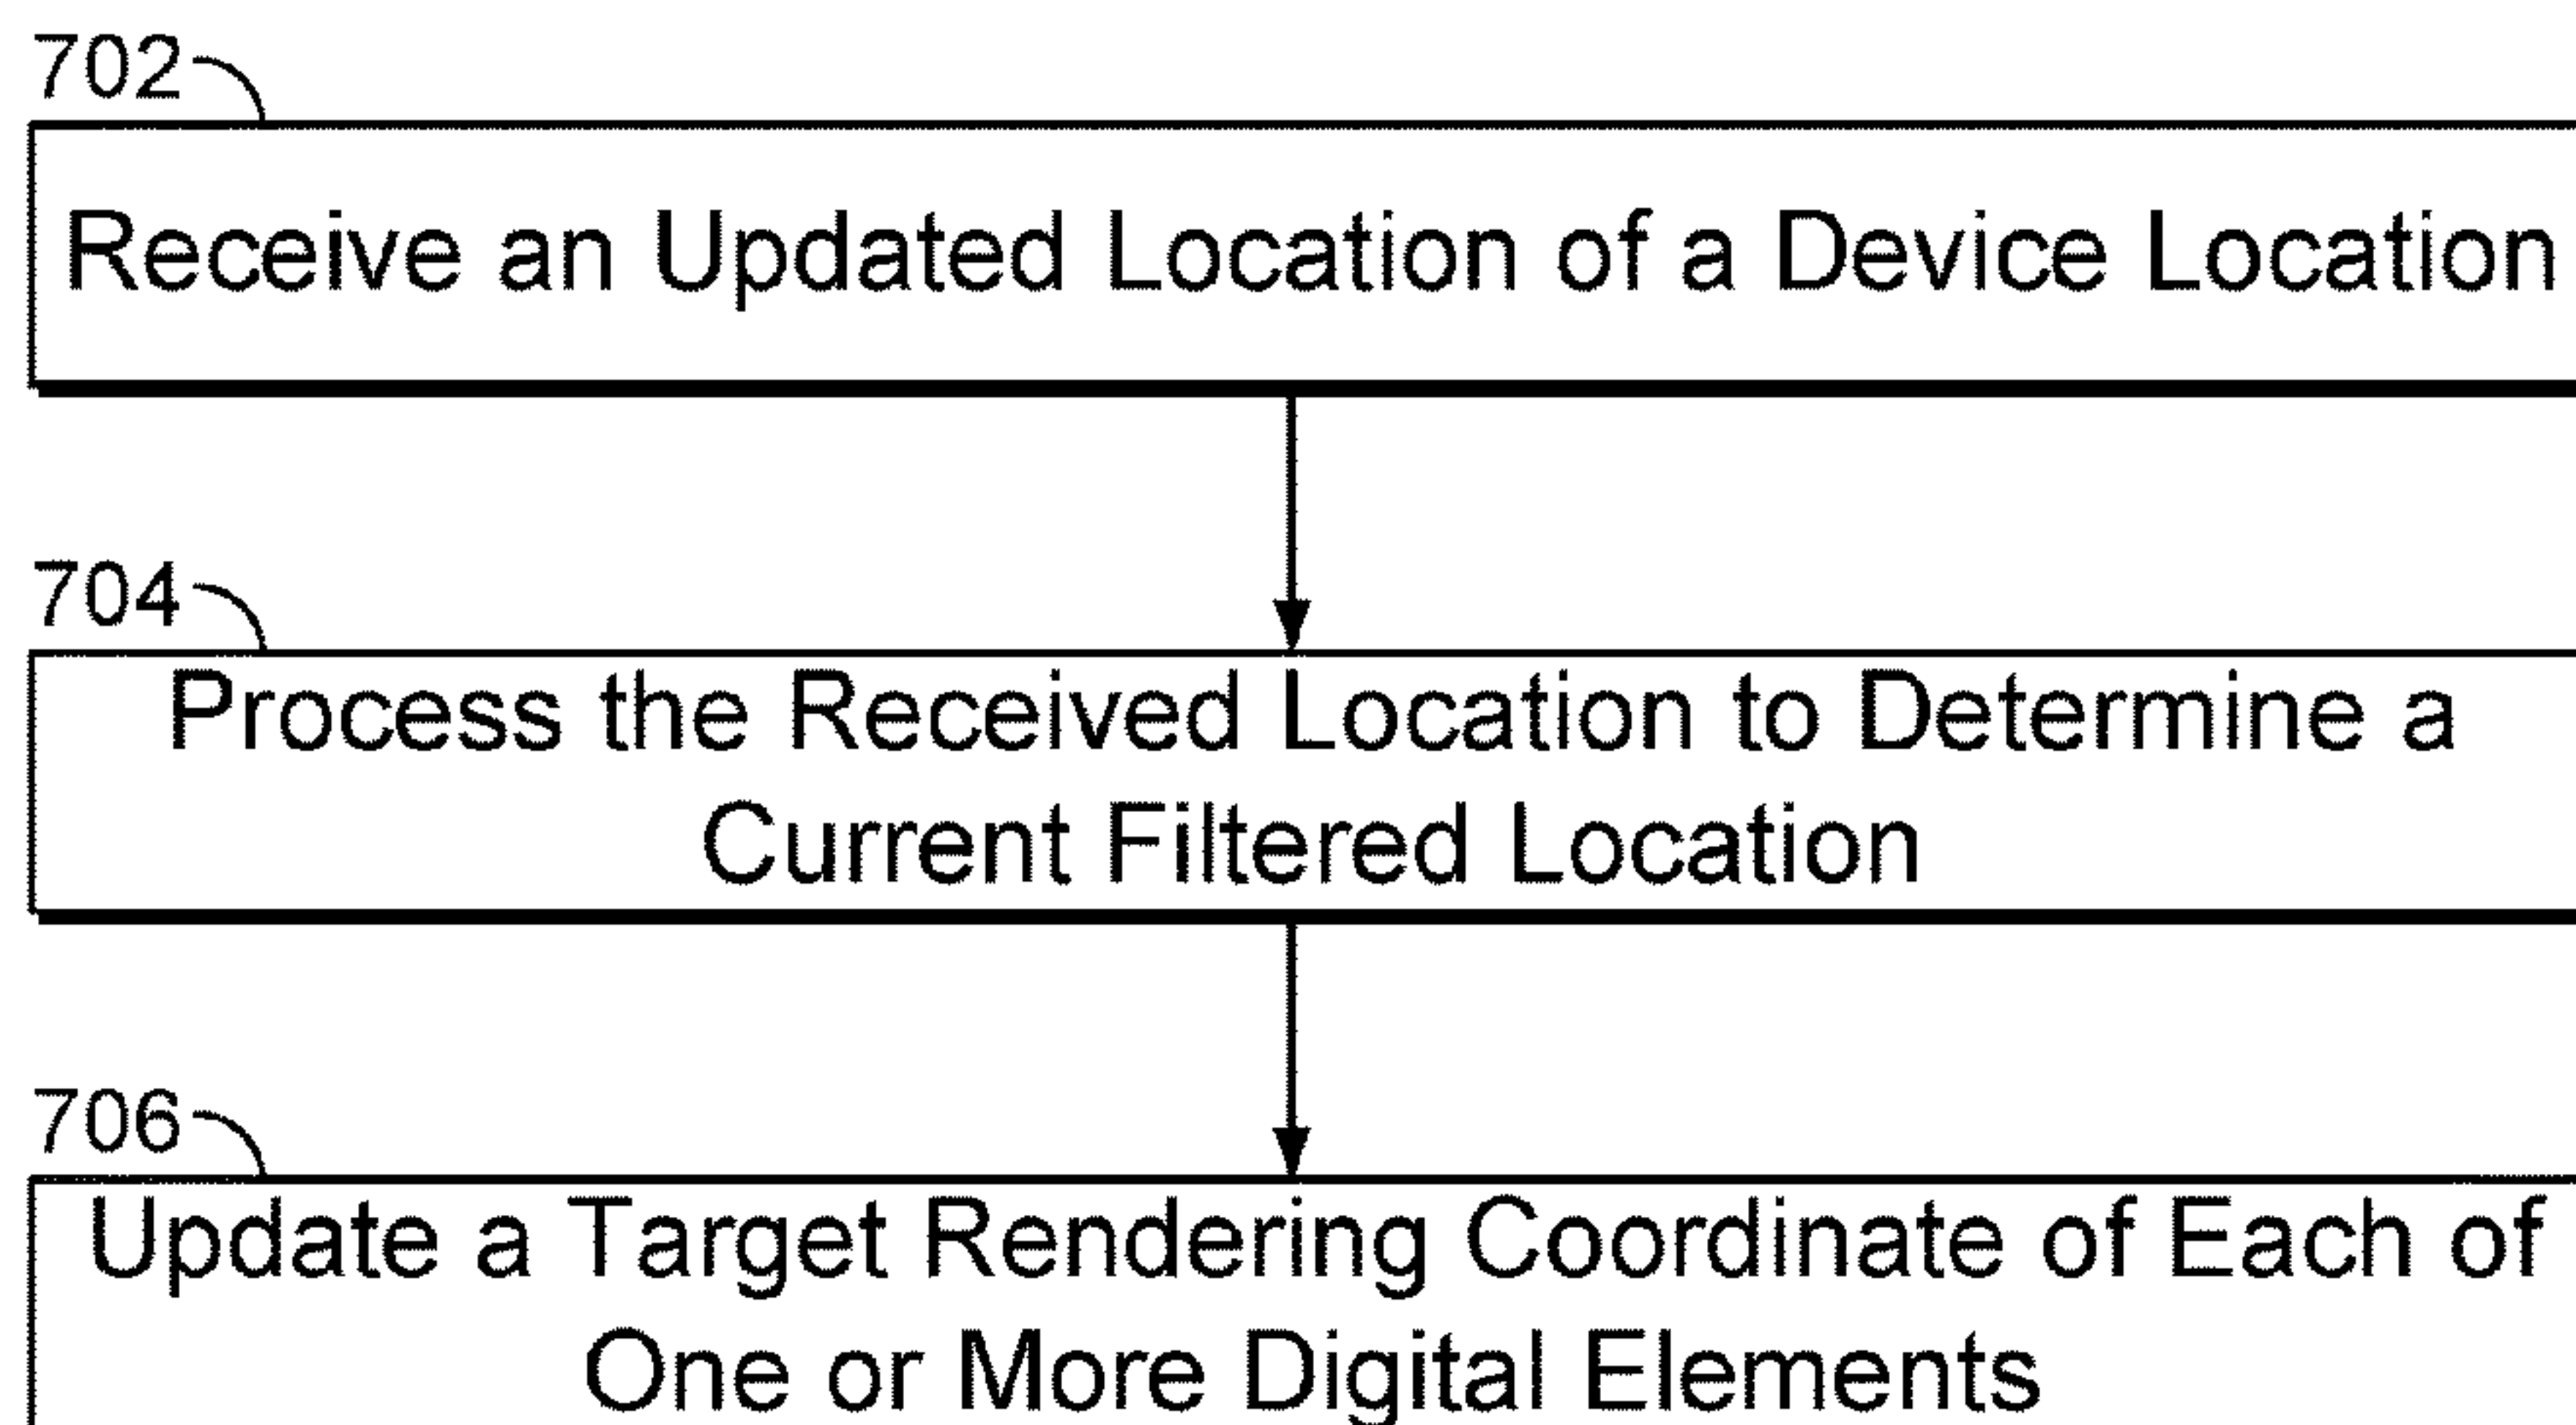 702
Receive an Updated Location of a Device Location
704
Process the Received Location to Determine a
Current Filtered Location
706
Update a Target Rendering Coordinate of Each of
One or More Digital Elements